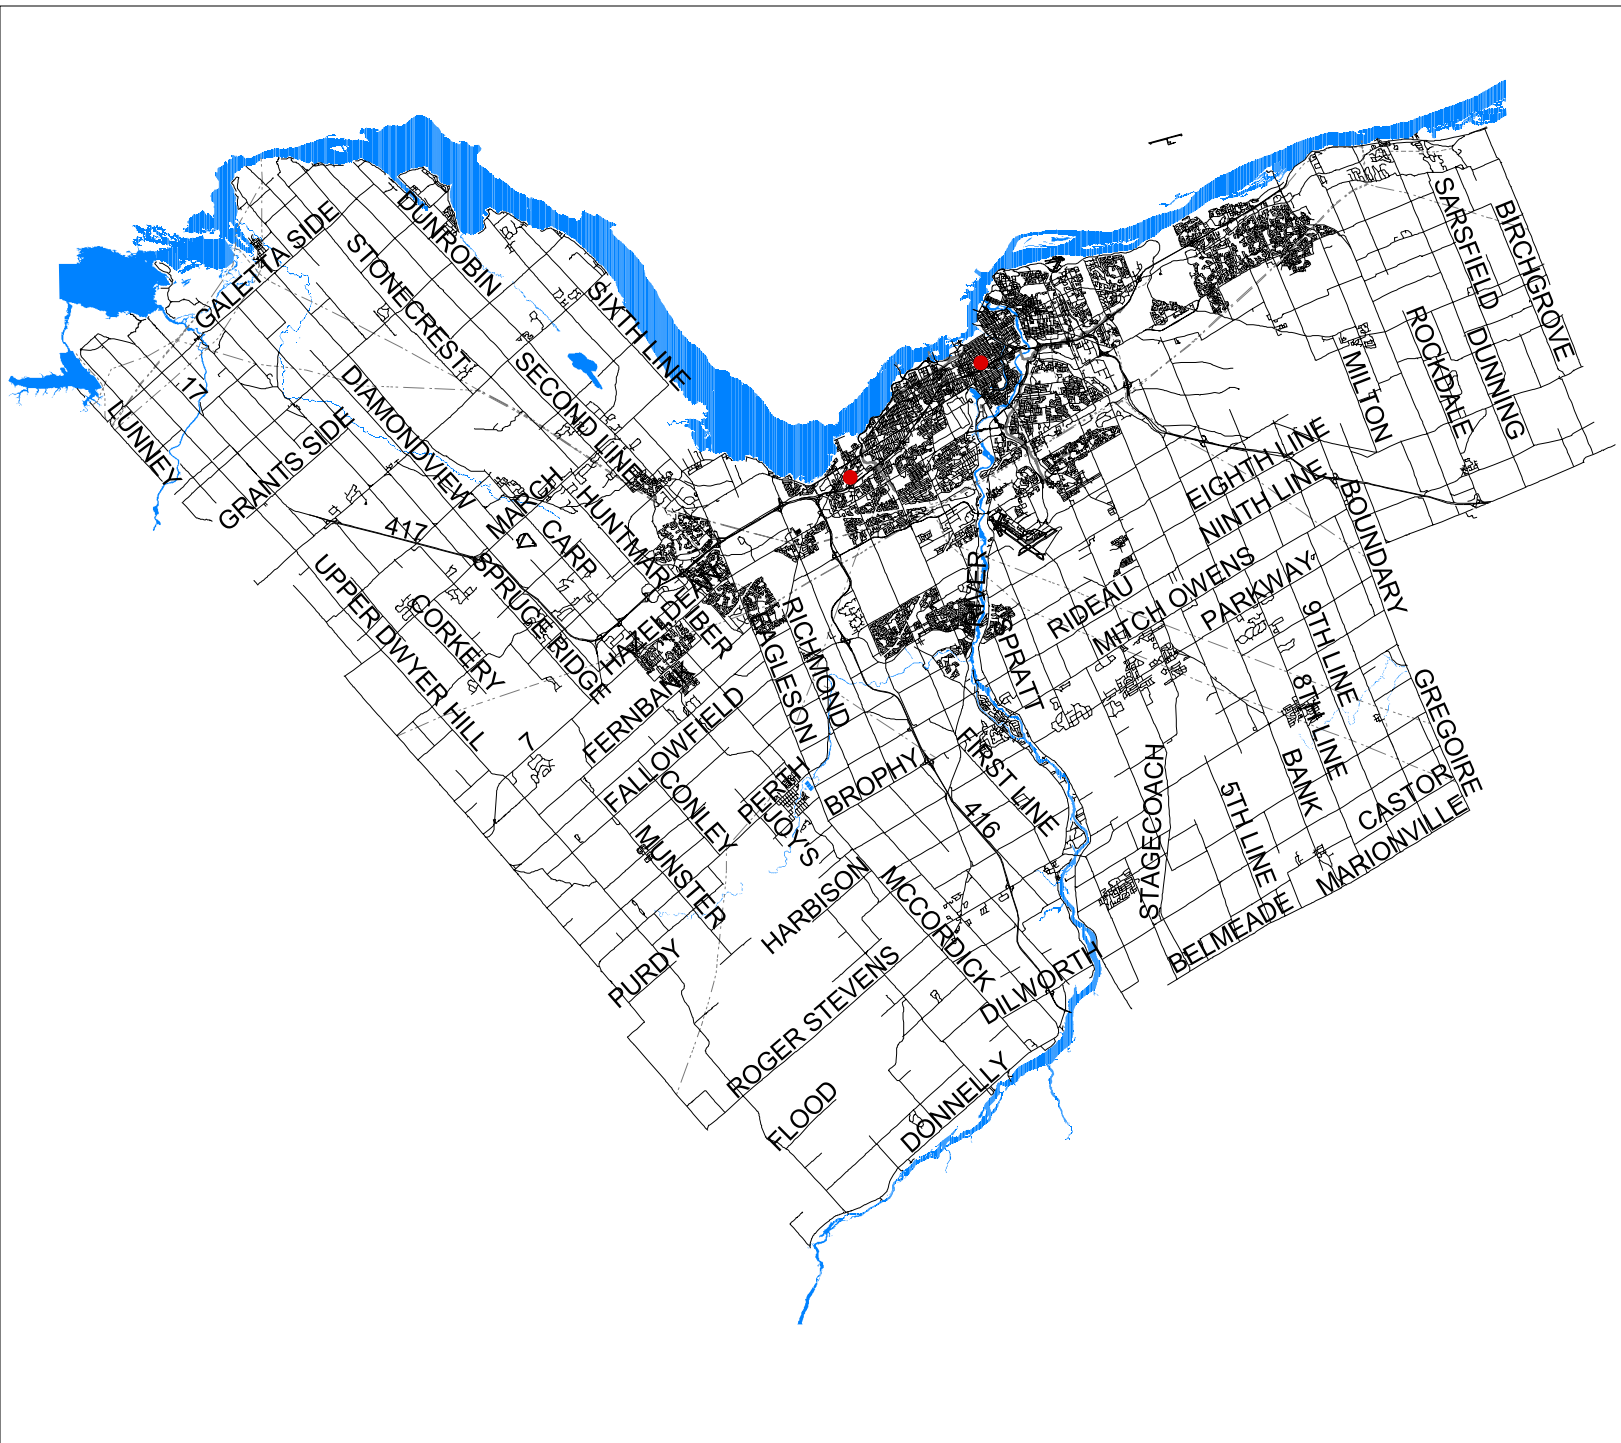 DUNROBIN
GALETTA SIDE
STONECREST
SIXTH LINE
SARSFIELD
BIRCHGROVE
ROCKDALE
DUNNING
MILTON
SECOND LINE
DIAMONDVIEW
17
LUNNEY
GRANTS SIDE
MARCH
HUNTMAR
CARR
417
SPRUCE RIDGE
UPPER DWYER HILL
CORKERY
HAZELDEAN
FLIBER
FERNBANK
EAGLESON
RICHMOND
RIVER
SPRATT
EIGHTH LINE
NINTH LINE
BOUNDARY
RIDEAU
MITCH OWENS
PARKWAY
9TH LINE
8TH LINE
GREGOIRE
7
FALLOWFIELD
CONLEY
PERTH
JOY'S
BROPHY
FIRST LINE
416
STAGECOACH
5TH LINE
BANK
CASTOR
MARIONVILLE
BELMEADE
MUNSTER
HARBISON
MCCORDICK
PURDY
ROGER STEVENS
DILWORTH
FLOOD
DONNELLY